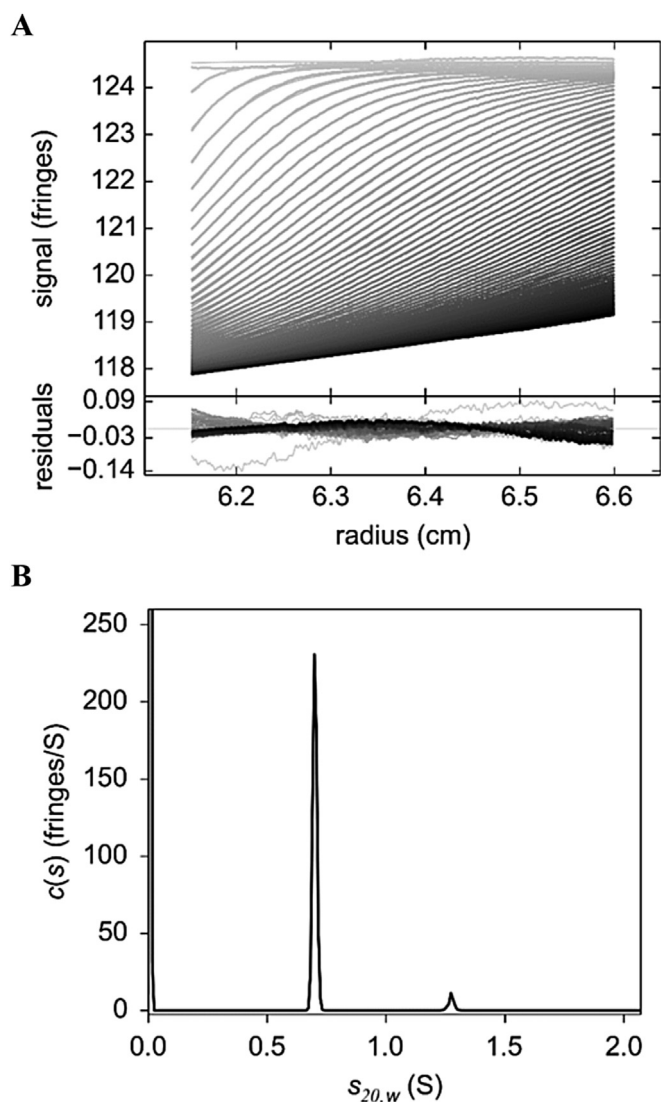 A
124
123
122
121
120
119
118
signal (fringes)
0.09
−0.03
−0.14
residuals
6.2 6.3 6.4 6.5 6.6
radius (cm)
B
250
200
150
100
50
0
c(s) (fringes/S)
0.0 0.5 1.0 1.5 2.0
s20,w (S)